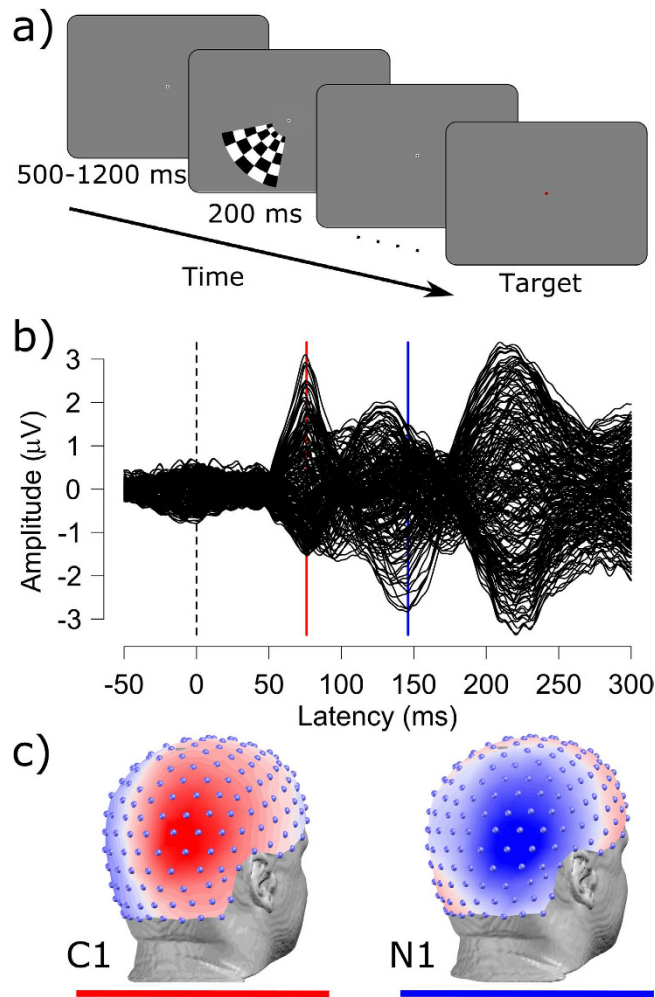 a)
500-1200 ms
200 ms
. . . . .
Time
Target
b)
3
2
1
0
-1
-2
-3
Amplitude (μV)
-50 0 50 100 150 200 250 300
Latency (ms)
c)
C1 N1